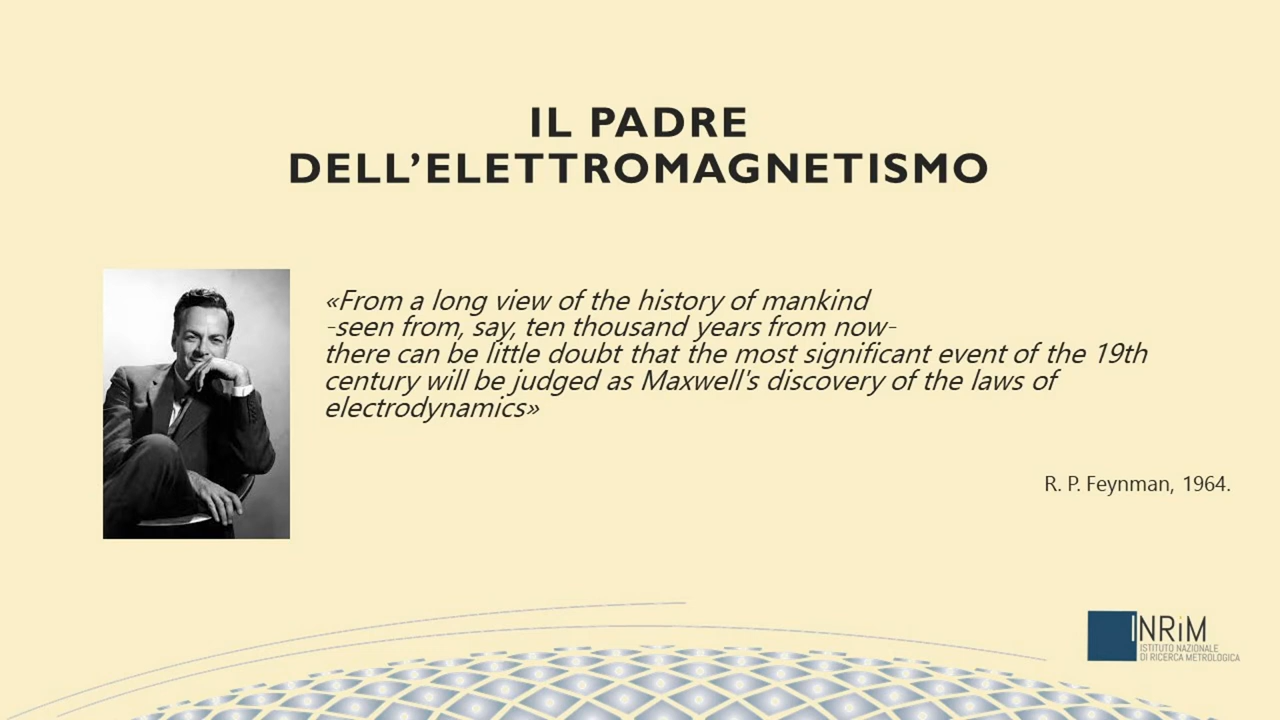 IL PADRE
DELL’ELETTROMAGNETISMO
«From a long view of the history of mankind
-seen from, say, ten thousand years from now-
there can be little doubt that the most significant event of the 19th
century will be judged as Maxwell's discovery of the laws of
electrodynamics»
R. P. Feynman, 1964.
INRiM
ISTITUTO NAZIONALE
DI RICERCA METROLOGICA